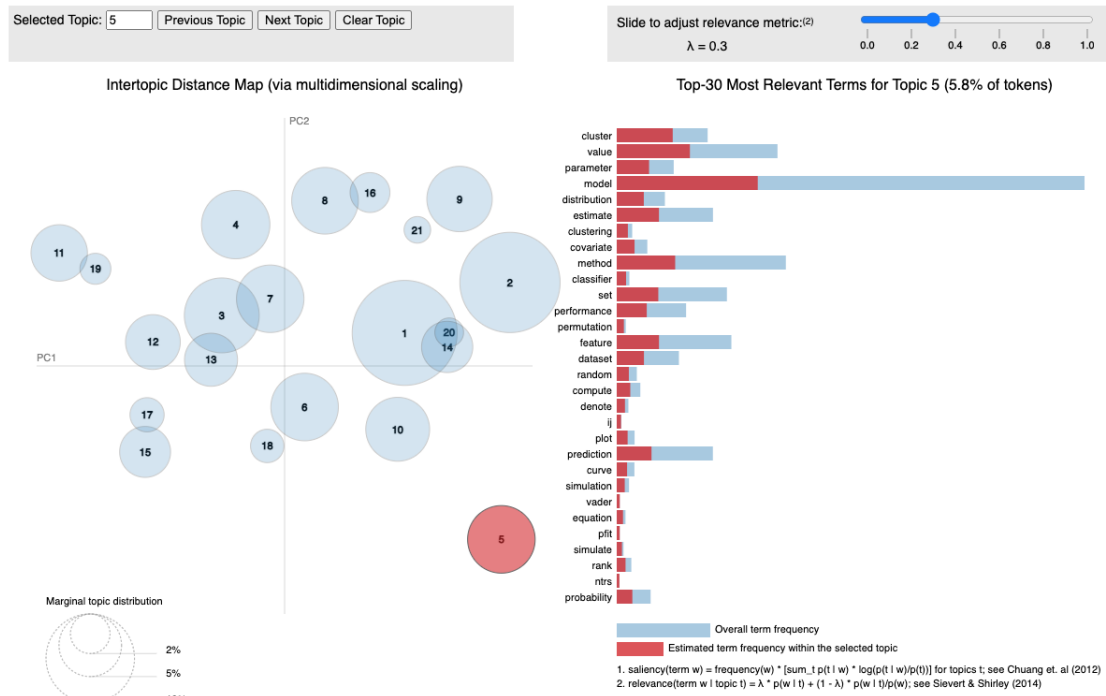 Selected Topic: 5 Previous Topic Next Topic Clear Topic
Slide to adjust relevance metric:(2)
λ = 0.3
0.0 0.2 0.4 0.6 0.8 1.0
Intertopic Distance Map (via multidimensional scaling)
PC2
PC1
8
16
9
4
21
11
19
2
7
3
1
20
14
12
13
6
17
10
18
15
5
Marginal topic distribution
2%
5%
Top-30 Most Relevant Terms for Topic 5 (5.8% of tokens)
cluster
value
parameter
model
distribution
estimate
clustering
covariate
method
classifier
set
performance
permutation
feature
dataset
random
compute
denote
ij
plot
prediction
curve
simulation
vader
equation
pfit
simulate
rank
ntrs
probability
Overall term frequency
Estimated term frequency within the selected topic
1. saliency(term w) = frequency(w) * [sum_t p(t | w) * log(p(t | w)/p(t))] for topics t; see Chuang et. al (2012)
2. relevance(term w | topic t) = λ * p(w | t) + (1 - λ) * p(w | t)/p(w); see Sievert & Shirley (2014)